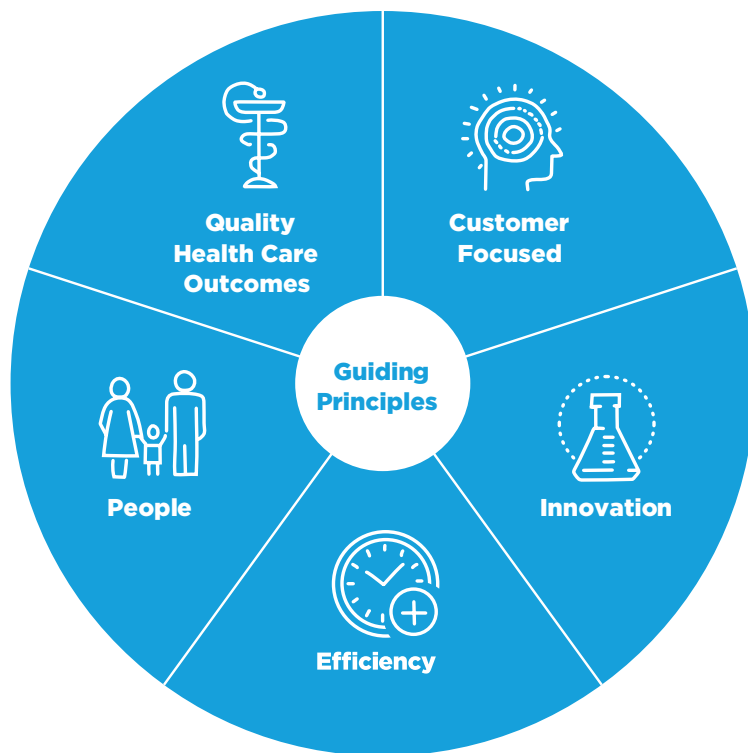 Quality
Health Care
Outcomes
Customer
Focused
Guiding
Principles
People
Innovation
Efficiency